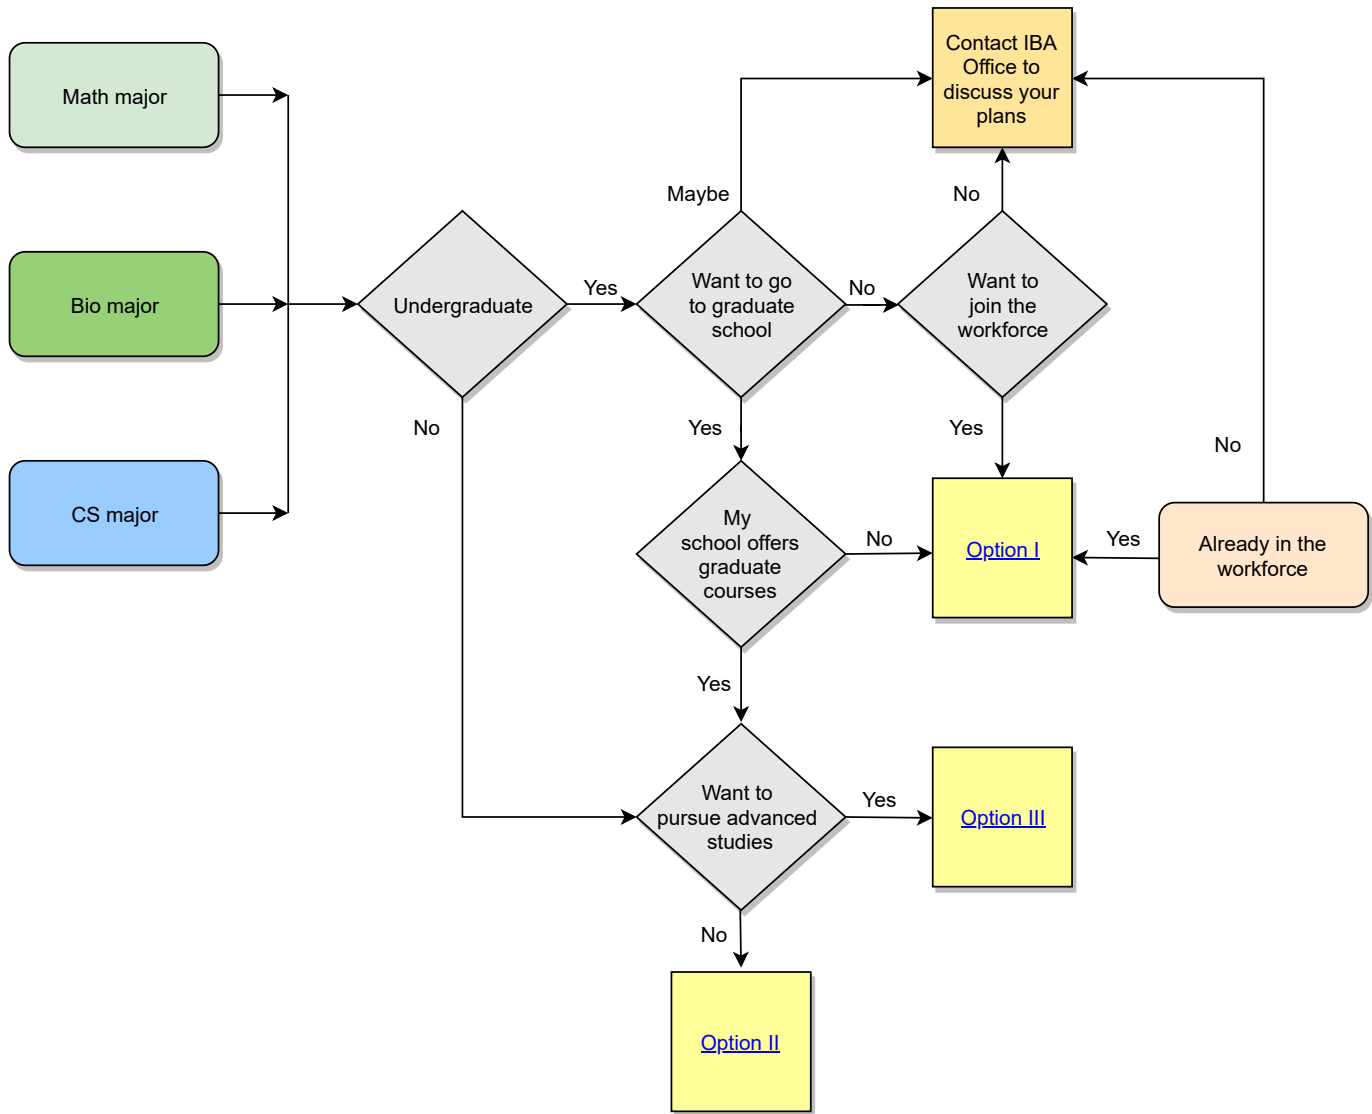 Contact IBA
Office to
discuss your
plans
Math major
Maybe
No
Bio major
Undergraduate
Yes
Want to go
to graduate
school
No
Want to
join the
workforce
No
Yes
Yes
No
CS major
My
school offers
graduate
courses
No
Option I
Yes
Already in the
workforce
Yes
Want to
pursue advanced
studies
Yes
Option III
No
Option II